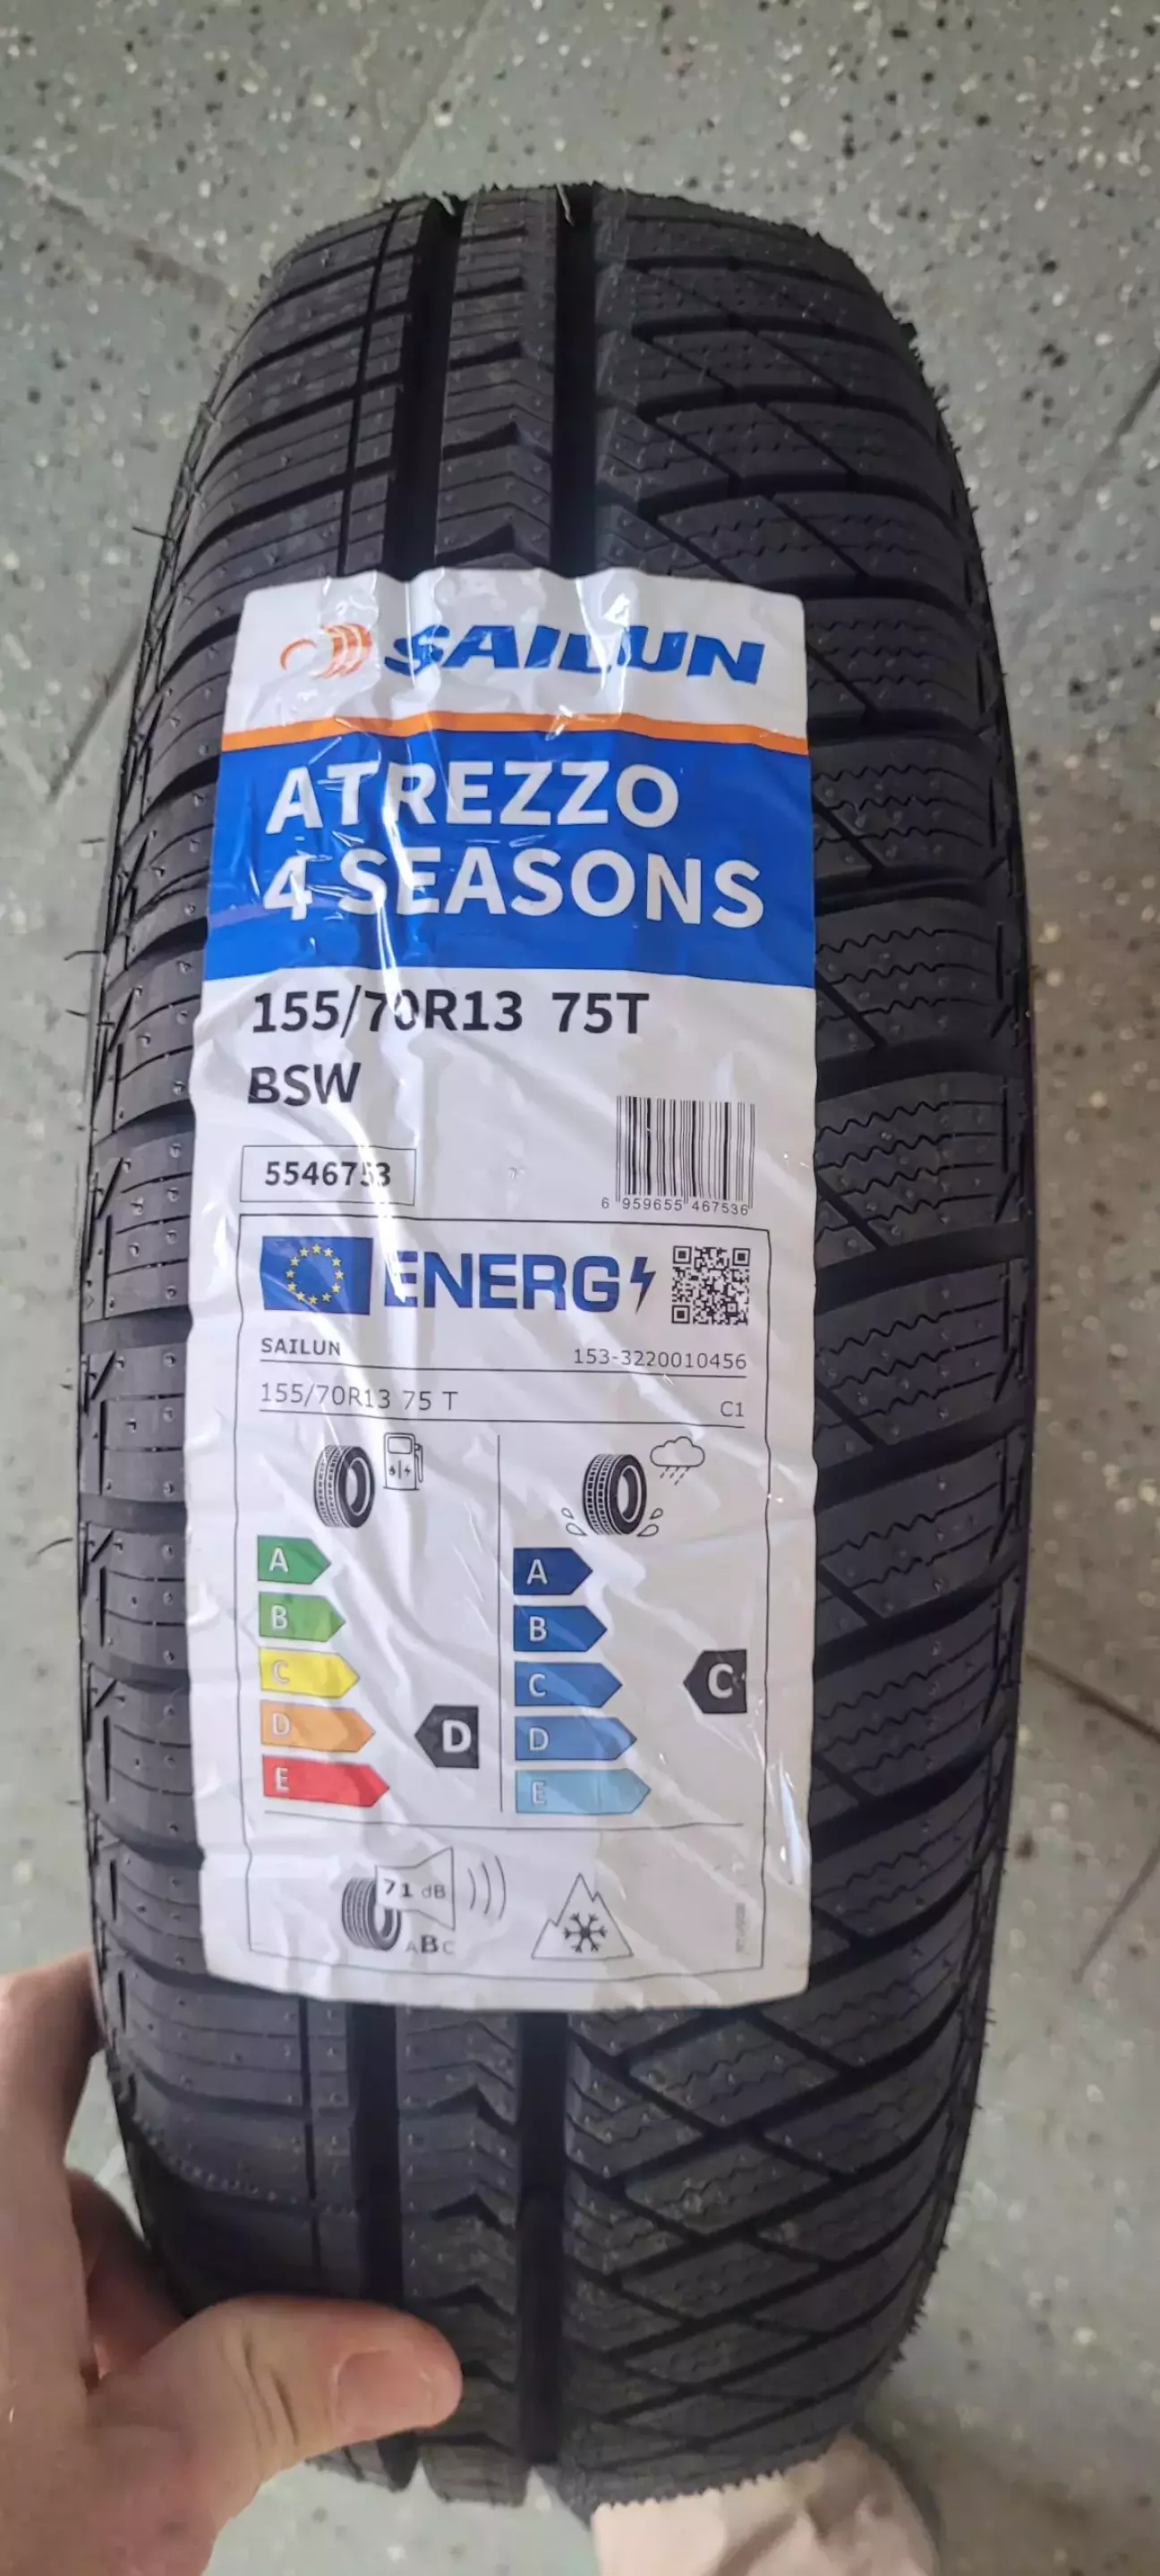 SAILUN
ATREZZO
4 SEASONS
155/70R13 75T
BSW
5546753
6 959655 467536
ENERG
SAILUN 153-3220010456
155/70R13 75 T C1
A A
B B
C C C
D D D
E E
71 dB
ABC